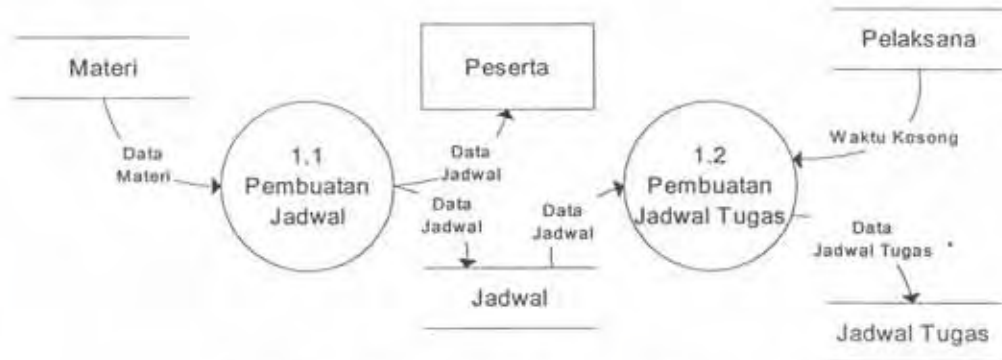 Materi
Peserta
Pelaksana
Data
Materi
1.1
Pembuatan
Jadwal
Data
Jadwal
Data
Jadwal
Data
Jadwal
1.2
Pembuatan
Jadwal Tugas
Waktu Kosong
Data
Jadwal Tugas
Jadwal
Jadwal Tugas